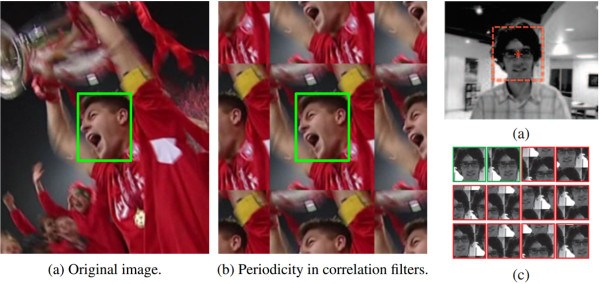 (a) Original image.
(b) Periodicity in correlation filters.
(a)
(c)